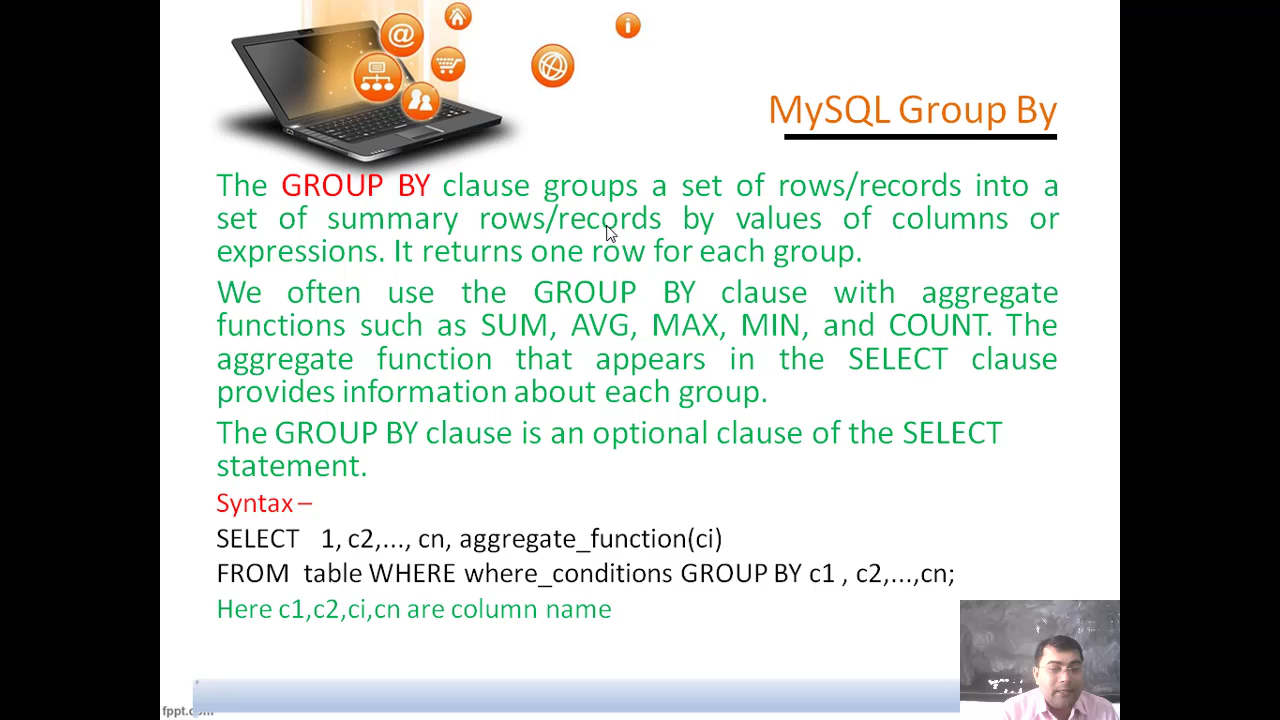 MySQL Group By
The GROUP BY clause groups a set of rows/records into a
set of summary rows/records by values of columns or
expressions. It returns one row for each group.
We often use the GROUP BY clause with aggregate
functions such as SUM, AVG, MAX, MIN, and COUNT. The
aggregate function that appears in the SELECT clause
provides information about each group.
The GROUP BY clause is an optional clause of the SELECT
statement.
Syntax –
SELECT 1, c2,..., cn, aggregate_function(ci)
FROM table WHERE where_conditions GROUP BY c1 , c2,...,cn;
Here c1,c2,ci,cn are column name